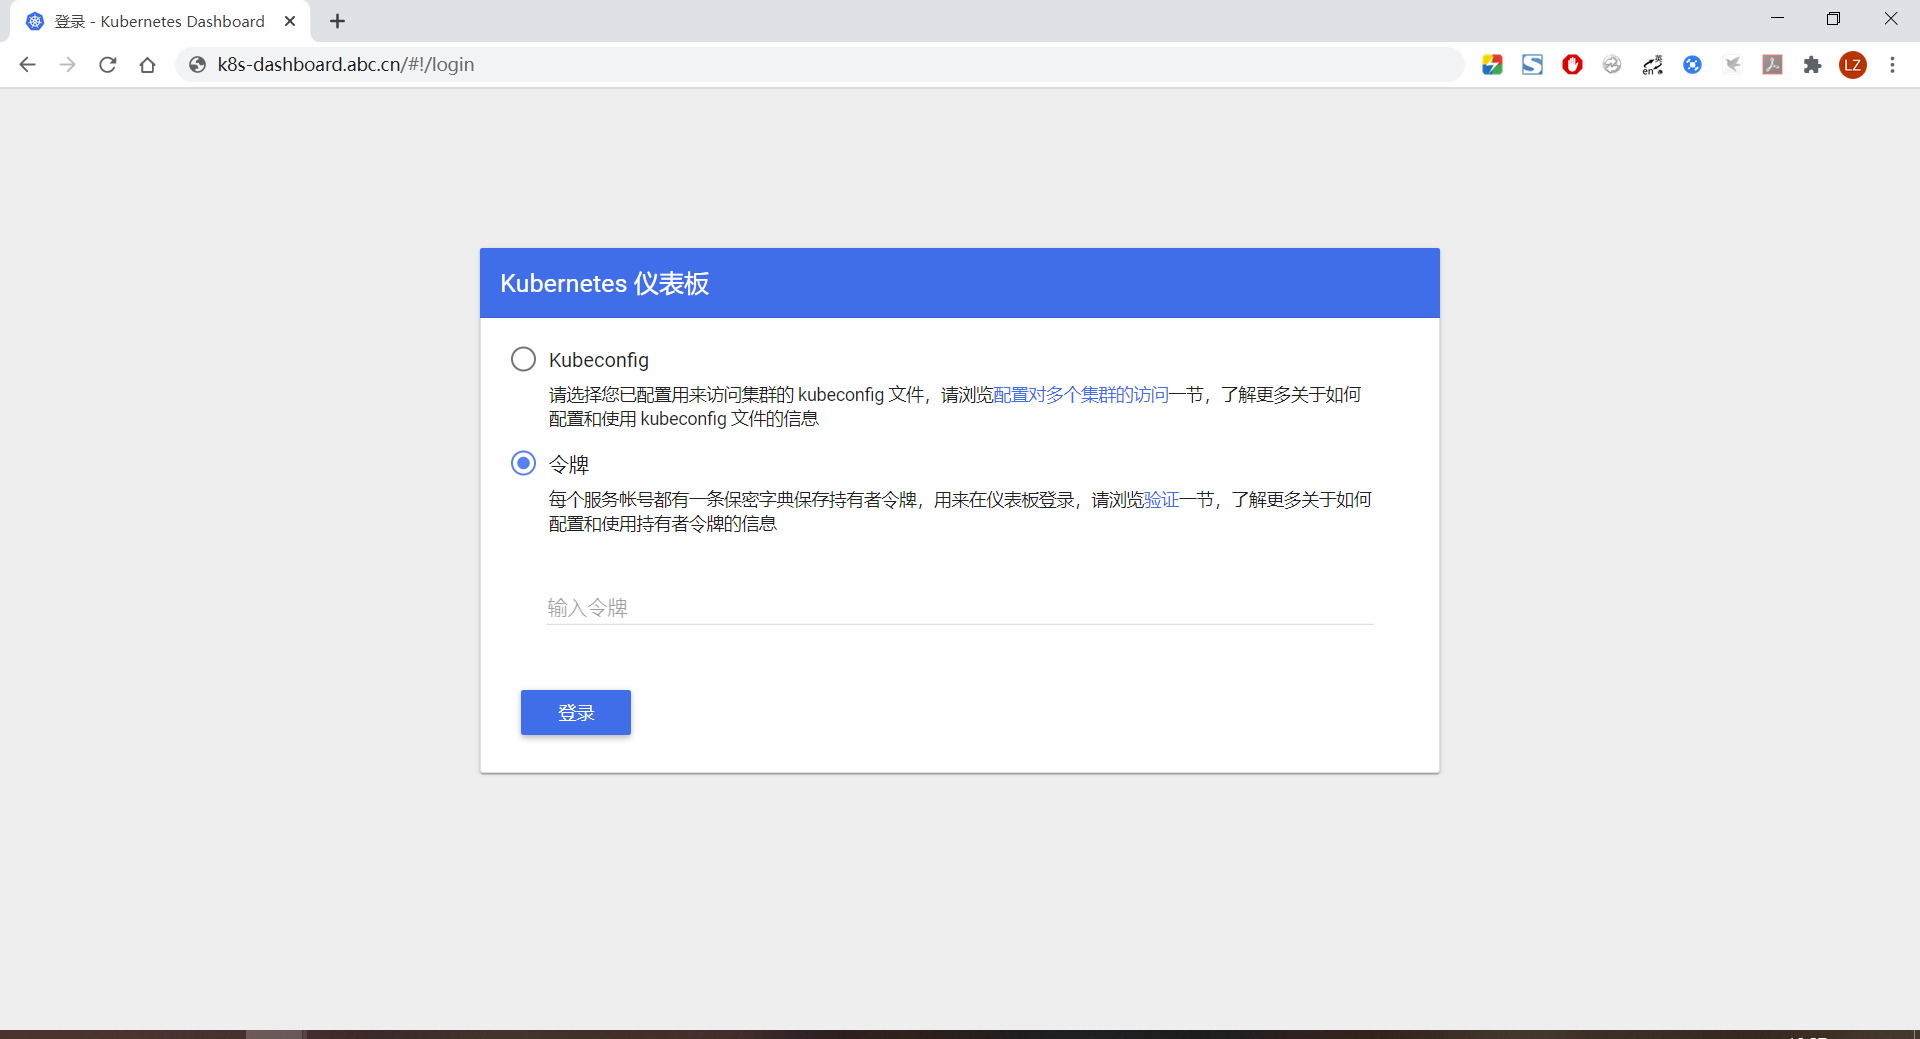 登录 - Kubernetes Dashboard
k8s-dashboard.abc.cn/#!/login
英
en
LZ
Kubernetes 仪表板
Kubeconfig
请选择您已配置用来访问集群的 kubeconfig 文件，请浏览配置对多个集群的访问一节，了解更多关于如何
配置和使用 kubeconfig 文件的信息
令牌
每个服务帐号都有一条保密字典保存持有者令牌，用来在仪表板登录，请浏览验证一节，了解更多关于如何
配置和使用持有者令牌的信息
输入令牌
登录